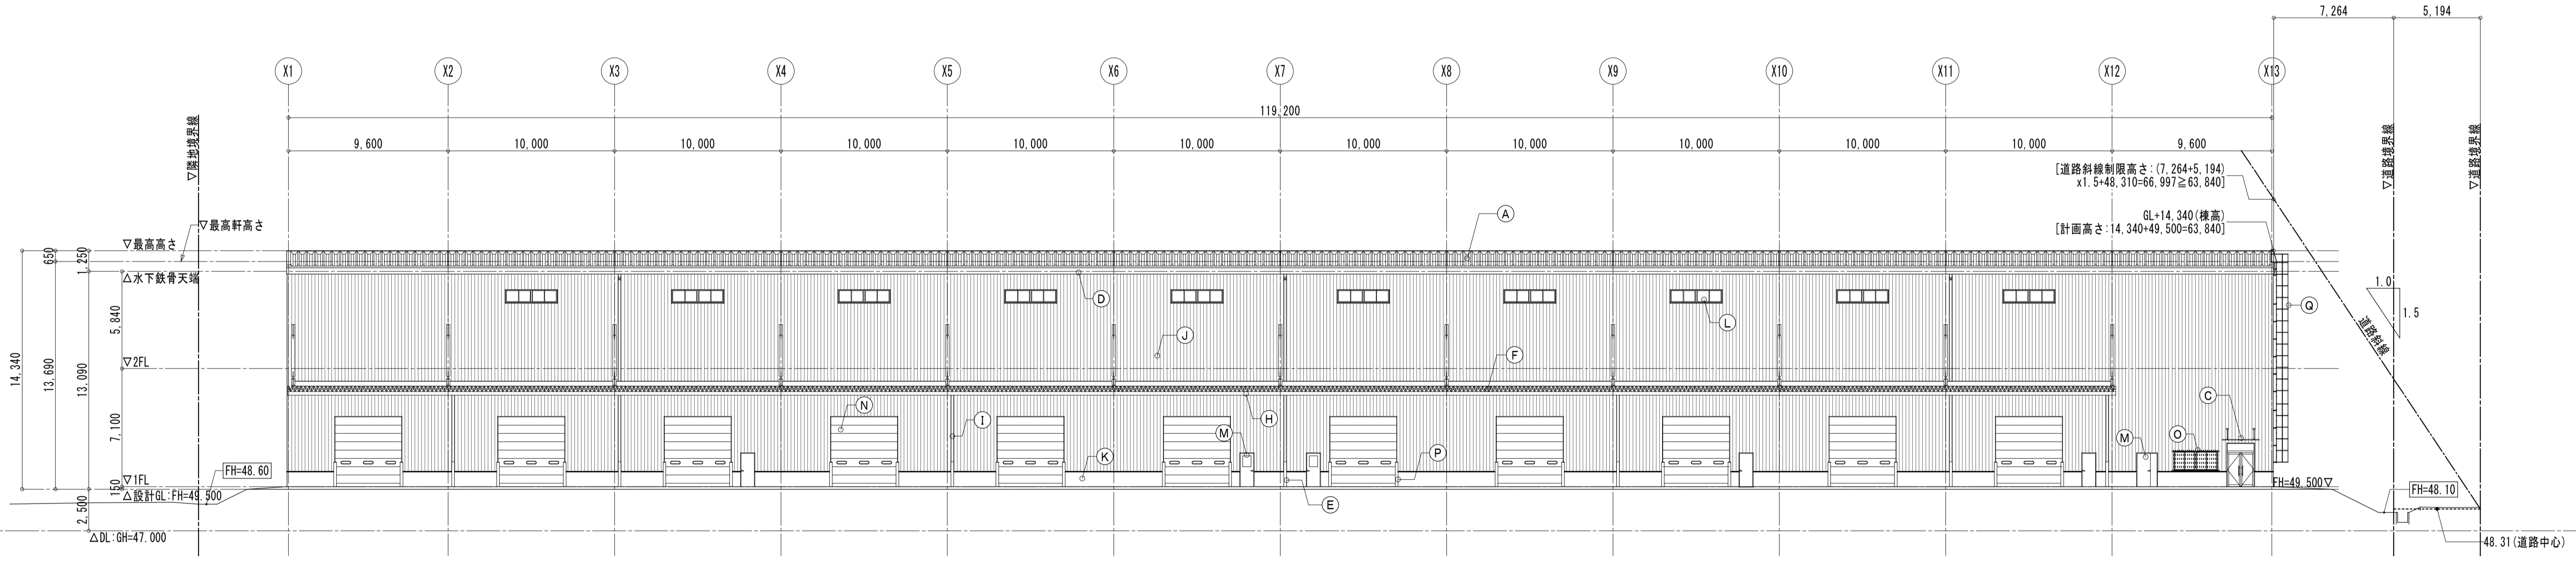 7,264
5,194
X1
X2
X3
X4
X5
X6
X7
X8
X9
X10
X11
X12
X13
119,200
9,600
10,000
10,000
10,000
10,000
10,000
10,000
10,000
10,000
10,000
10,000
9,600
▽隣地境界線
▽道路境界線
▽道路境界線
[道路斜線制限高さ:(7,264+5,194)
x1.5+48,310=66,997≧63,840]
GL+14,340(棟高)
[計画高さ:14,340+49,500=63,840]
▽最高軒高さ
▽最高高さ
△水下鉄骨天端
650
1,250
5,840
14,340
13,690
13,090
7,100
150
2,500
▽2FL
▽1FL
△設計GL:FH=49.500
FH=48.60
△DL:GH=47.000
A
D
J
L
F
N
I
H
M
K
E
P
C
O
M
Q
1.0
1.5
道路斜線
FH=49.500▽
FH=48.10
48.31(道路中心)